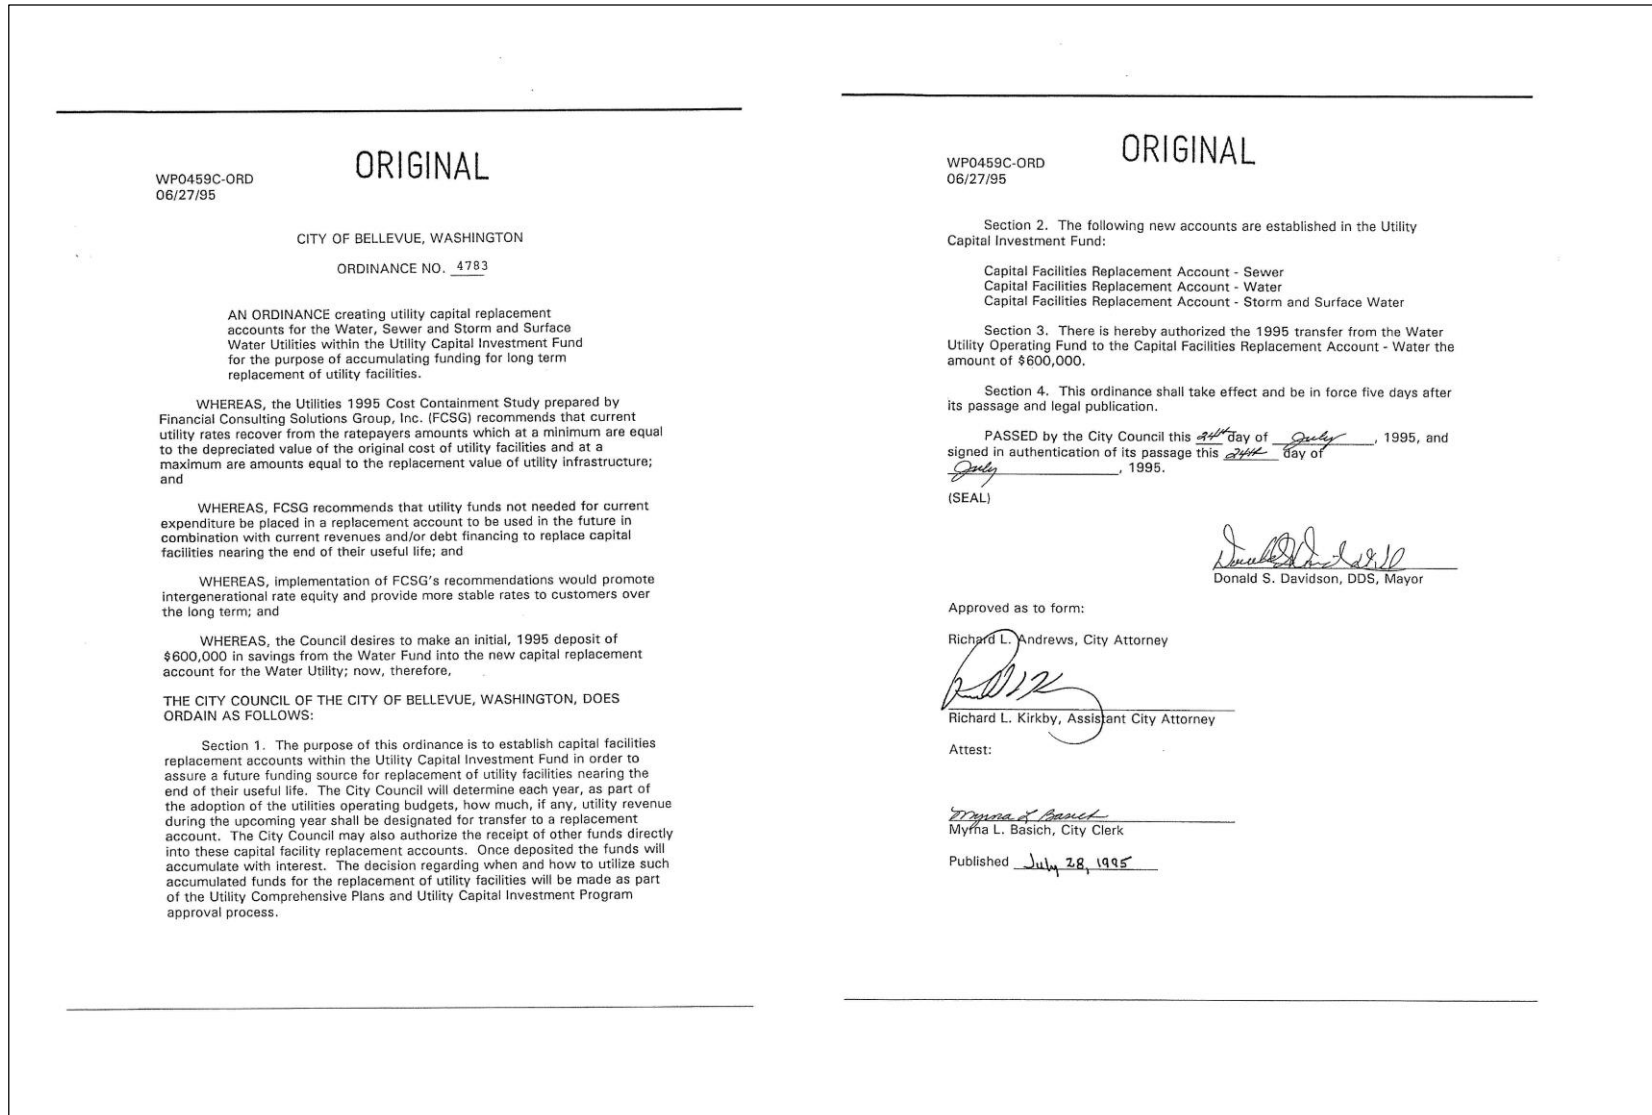 WP0459C-ORD
06/27/95
ORIGINAL
CITY OF BELLEVUE, WASHINGTON
ORDINANCE NO. 4783
AN ORDINANCE creating utility capital replacement
accounts for the Water, Sewer and Storm and Surface
Water Utilities within the Utility Capital Investment Fund
for the purpose of accumulating funding for long term
replacement of utility facilities.
WHEREAS, the Utilities 1995 Cost Containment Study prepared by
Financial Consulting Solutions Group, Inc. (FCSG) recommends that current
utility rates recover from the ratepayers amounts which at a minimum are equal
to the depreciated value of the original cost of utility facilities and at a
maximum are amounts equal to the replacement value of utility infrastructure;
and
WHEREAS, FCSG recommends that utility funds not needed for current
expenditure be placed in a replacement account to be used in the future in
combination with current revenues and/or debt financing to replace capital
facilities nearing the end of their useful life; and
WHEREAS, implementation of FCSG's recommendations would promote
intergenerational rate equity and provide more stable rates to customers over
the long term; and
WHEREAS, the Council desires to make an initial, 1995 deposit of
$600,000 in savings from the Water Fund into the new capital replacement
account for the Water Utility; now, therefore,
THE CITY COUNCIL OF THE CITY OF BELLEVUE, WASHINGTON, DOES
ORDAIN AS FOLLOWS:
Section 1. The purpose of this ordinance is to establish capital facilities
replacement accounts within the Utility Capital Investment Fund in order to
assure a future funding source for replacement of utility facilities nearing the
end of their useful life. The City Council will determine each year, as part of
the adoption of the utilities operating budgets, how much, if any, utility revenue
during the upcoming year shall be designated for transfer to a replacement
account. The City Council may also authorize the receipt of other funds directly
into these capital facility replacement accounts. Once deposited the funds will
accumulate with interest. The decision regarding when and how to utilize such
accumulated funds for the replacement of utility facilities will be made as part
of the Utility Comprehensive Plans and Utility Capital Investment Program
approval process.
WP0459C-ORD
06/27/95
ORIGINAL
Section 2. The following new accounts are established in the Utility
Capital Investment Fund:
Capital Facilities Replacement Account - Sewer
Capital Facilities Replacement Account - Water
Capital Facilities Replacement Account - Storm and Surface Water
Section 3. There is hereby authorized the 1995 transfer from the Water
Utility Operating Fund to the Capital Facilities Replacement Account - Water the
amount of $600,000.
Section 4. This ordinance shall take effect and be in force five days after
its passage and legal publication.
PASSED by the City Council this 24th day of July, 1995, and
signed in authentication of its passage this 24th day of
July, 1995.
(SEAL)
Donald S. Davidson, DDS, Mayor
Approved as to form:
Richard L. Andrews, City Attorney
Richard L. Kirkby, Assistant City Attorney
Attest:
Myrna L Basich
Myrna L. Basich, City Clerk
Published July 28, 1995